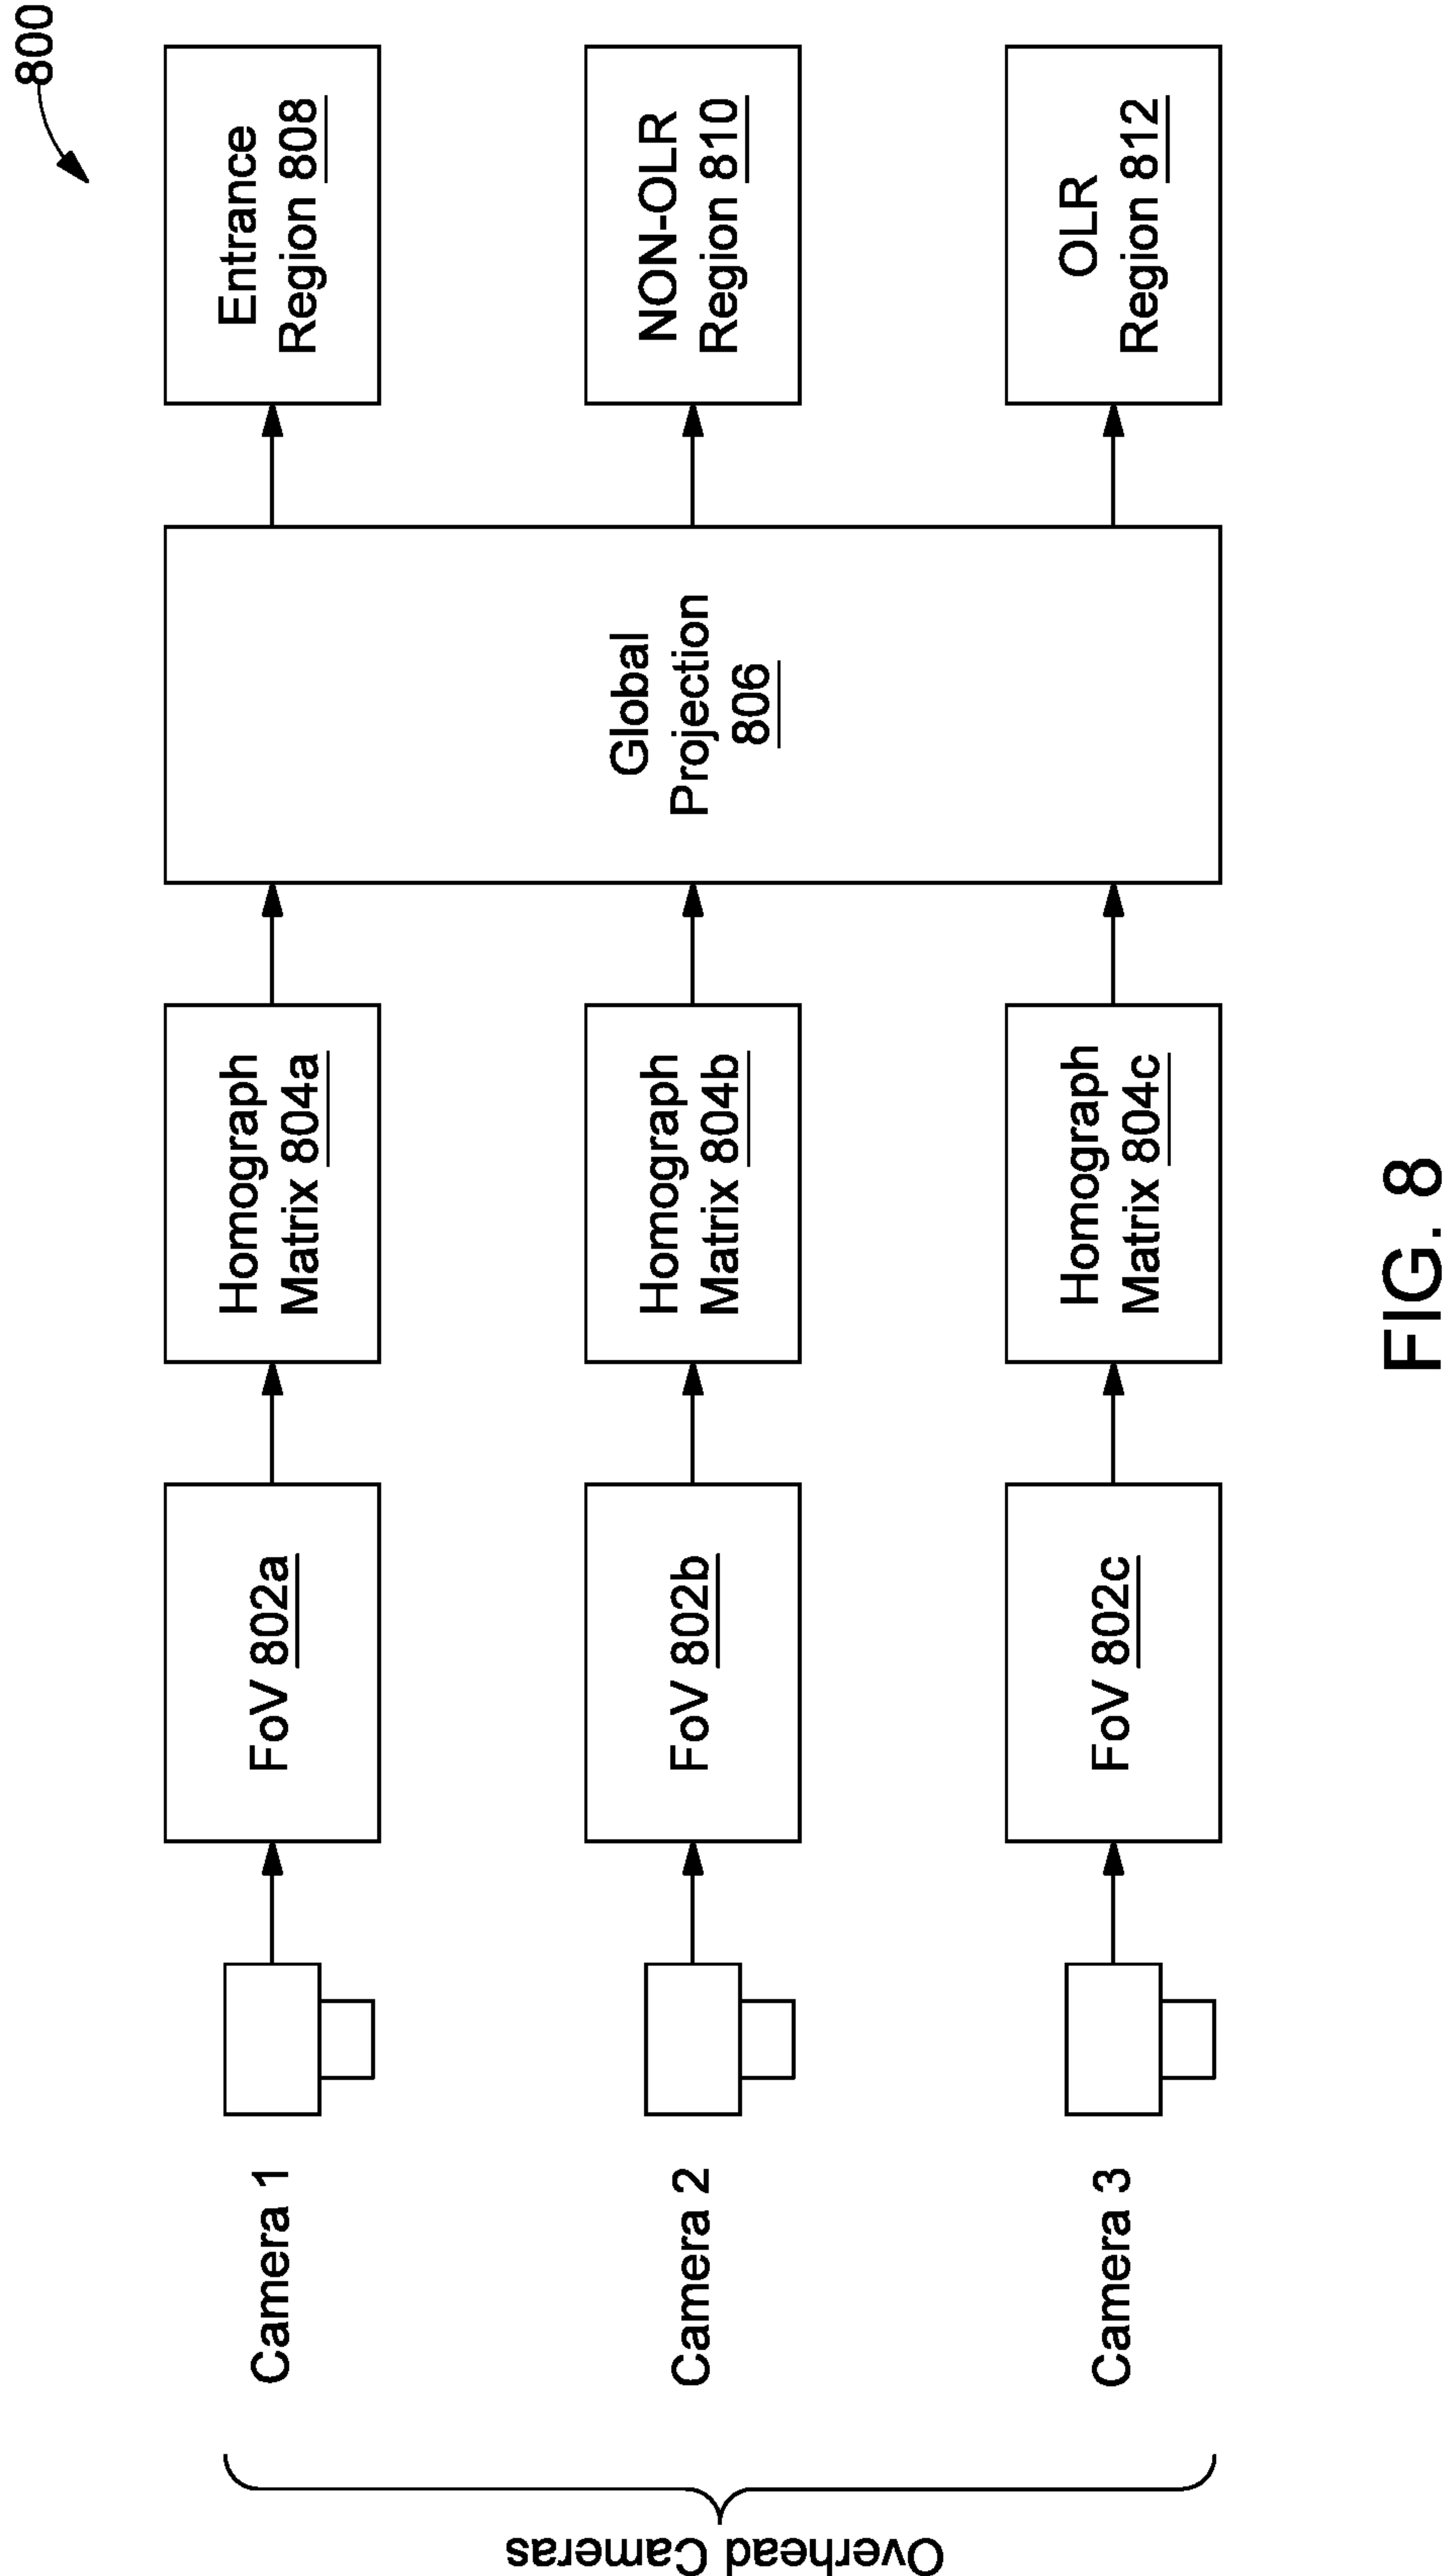 800
Overhead Cameras
Camera 1
FoV 802a
Homograph
Matrix 804a
Entrance
Region 808
Camera 2
FoV 802b
Homograph
Matrix 804b
Global
Projection
806
NON-OLR
Region 810
Camera 3
FoV 802c
Homograph
Matrix 804c
OLR
Region 812
FIG. 8